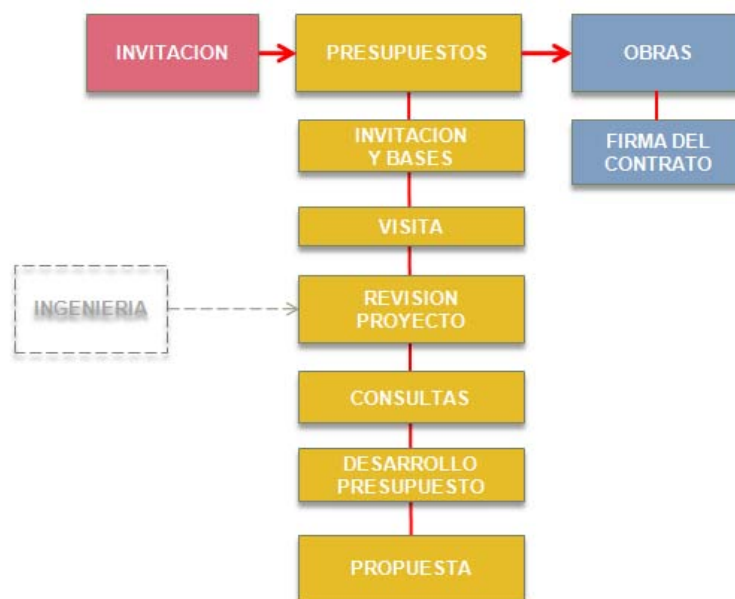 INVITACION
PRESUPUESTOS
OBRAS
INVITACION
Y BASES
FIRMA DEL
CONTRATO
VISITA
INGENIERIA
REVISION
PROYECTO
CONSULTAS
DESARROLLO
PRESUPUESTO
PROPUESTA